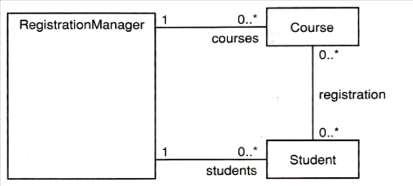 RegistrationManager
1
0..*
Course
courses
0..*
registration
0..*
1
0..*
Student
students